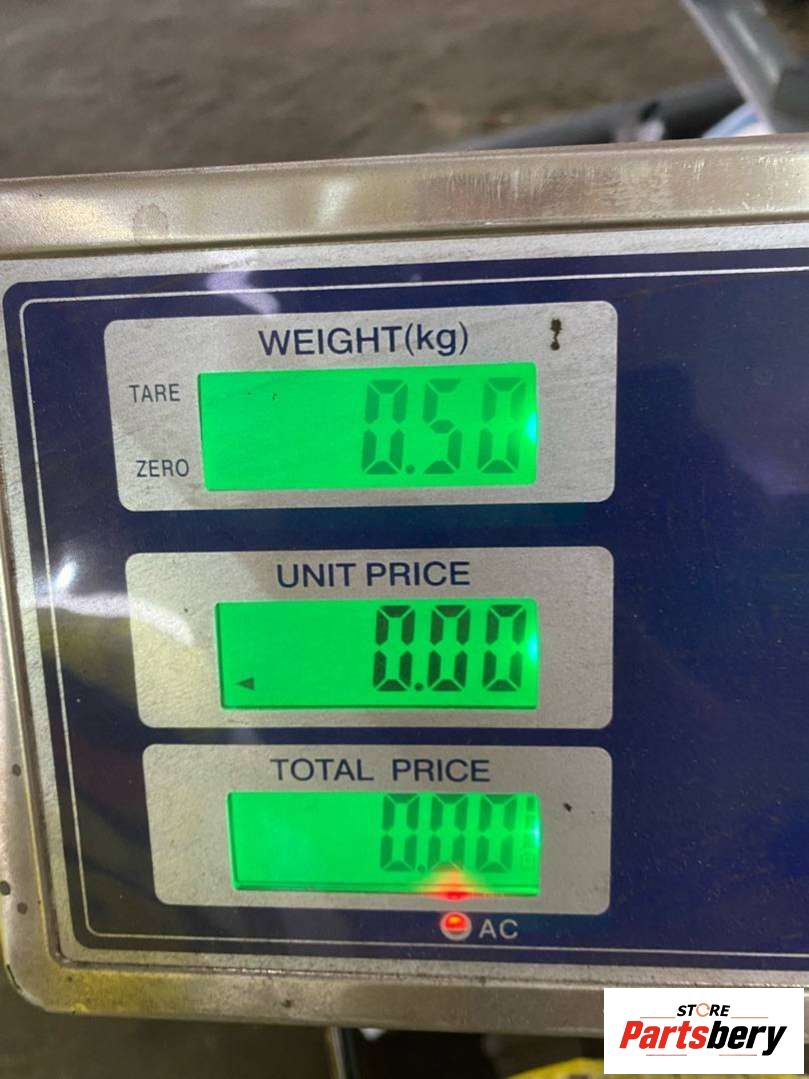 WEIGHT(kg)
TARE
0.50
ZERO
UNIT PRICE
0.00
TOTAL PRICE
0.00
AC
STORE
Partsbery